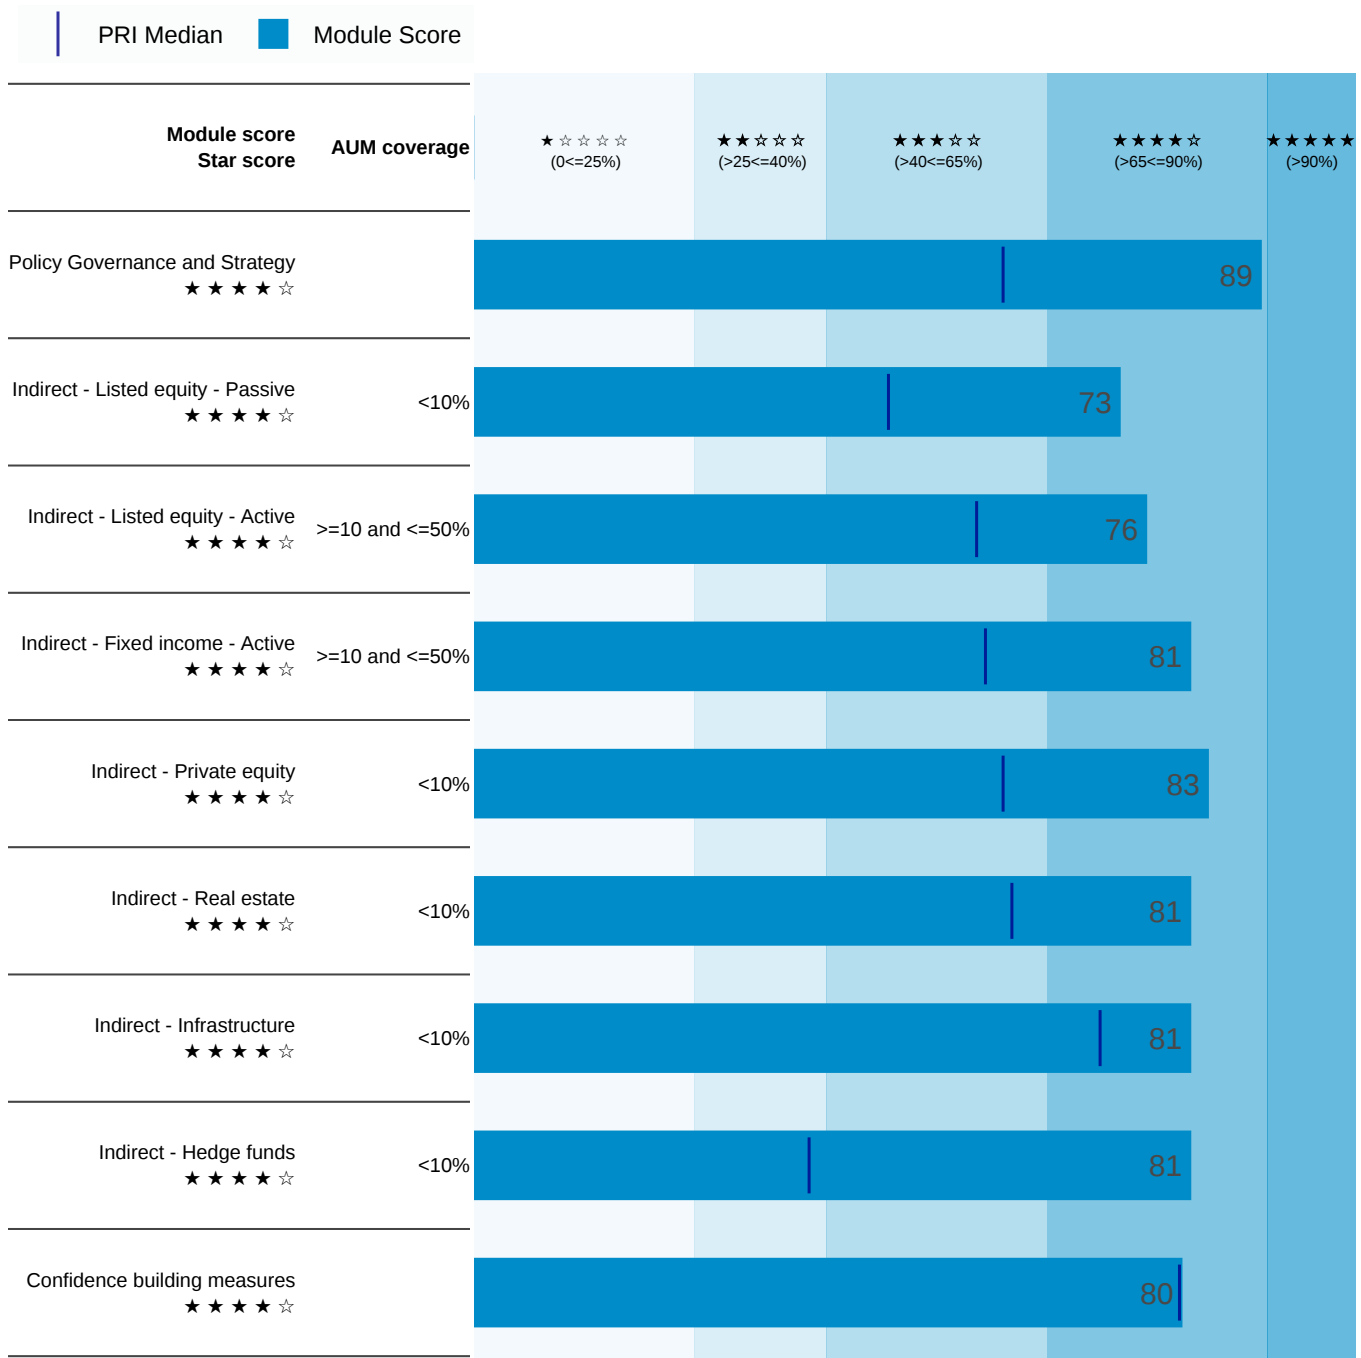 PRI Median Module Score
Module score
Star score
AUM coverage
★☆☆☆☆
(0<=25%)
★★☆☆☆
(>25<=40%)
★★★☆☆
(>40<=65%)
★★★★☆
(>65<=90%)
★★★★★
(>90%)
Policy Governance and Strategy
★★★★☆
89
Indirect - Listed equity - Passive
★★★★☆
<10%
73
Indirect - Listed equity - Active
★★★★☆
>=10 and <=50%
76
Indirect - Fixed income - Active
★★★★☆
>=10 and <=50%
81
Indirect - Private equity
★★★★☆
<10%
83
Indirect - Real estate
★★★★☆
<10%
81
Indirect - Infrastructure
★★★★☆
<10%
81
Indirect - Hedge funds
★★★★☆
<10%
81
Confidence building measures
★★★★☆
80